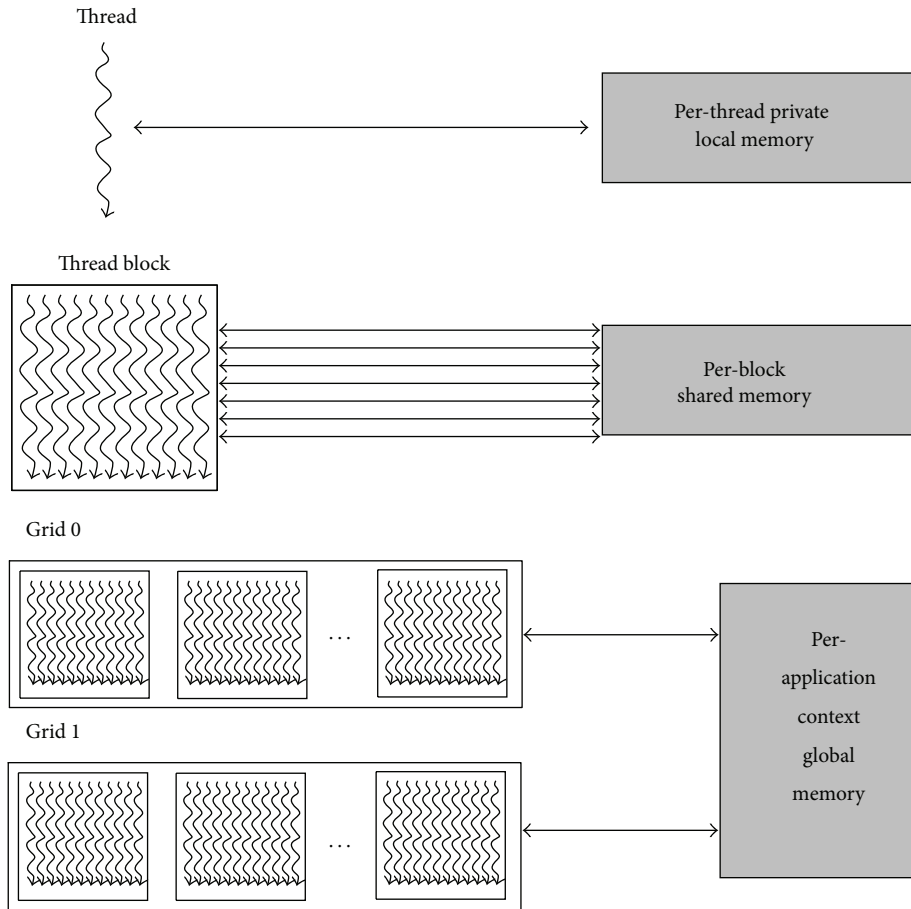 Thread
Per-thread private
local memory
Thread block
Per-block
shared memory
Grid 0
...
Grid 1
...
Per-
application
context
global
memory